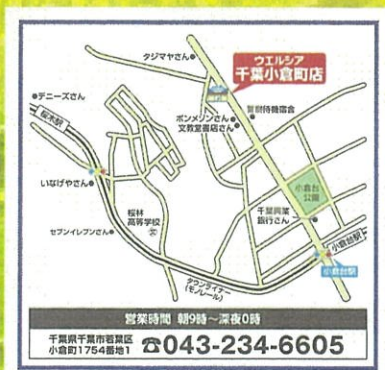 タジマヤさん
ウエルシア
千葉小倉町店
デニーズさん
桜木駅
ボンメゾンさん
文教堂書店さん
警察待機宿舎
いなげやさん
桜林
高等学校
セブンイレブンさん
小倉台
公園
千葉興業
銀行さん
小倉台駅
タウンライナー
(モノレール)
小倉台駅
営業時間 朝9時~深夜0時
千葉県千葉市若葉区
小倉町1754番地1
☎043-234-6605